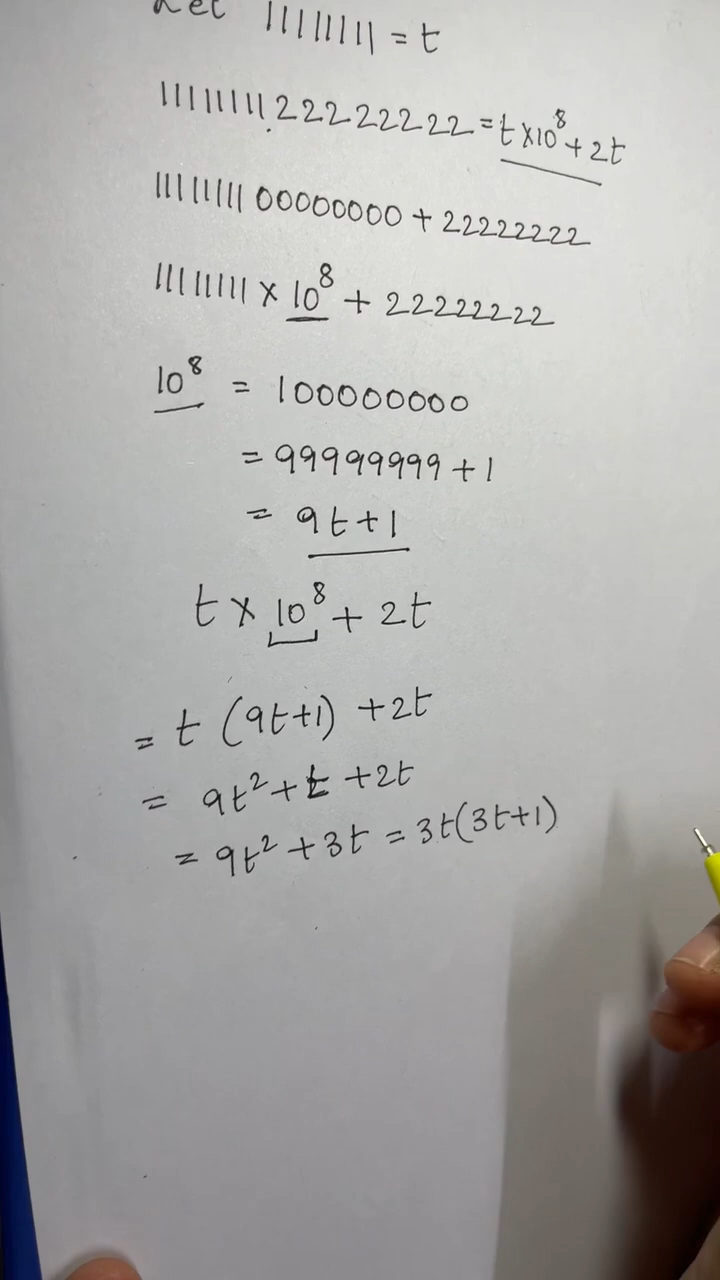 Let 11111111 = t
1111111122222222 = t×10⁸ + 2t
1111111100000000 + 22222222
11111111 × 10⁸ + 22222222
10⁸ = 100000000
= 99999999 + 1
= 9t + 1
t × 10⁸ + 2t
= t (9t+1) + 2t
= 9t² + t + 2t
= 9t² + 3t = 3t(3t+1)